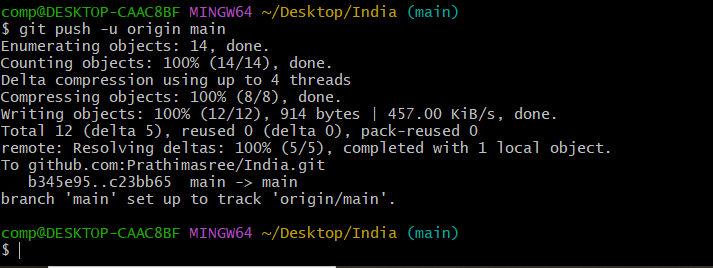 comp@DESKTOP-CAAC8BF MINGW64 ~/Desktop/India (main)
$ git push -u origin main
Enumerating objects: 14, done.
Counting objects: 100% (14/14), done.
Delta compression using up to 4 threads
Compressing objects: 100% (8/8), done.
Writing objects: 100% (12/12), 914 bytes | 457.00 KiB/s, done.
Total 12 (delta 5), reused 0 (delta 0), pack-reused 0
remote: Resolving deltas: 100% (5/5), completed with 1 local object.
To github.com:Prathimasree/India.git
   b345e95..c23bb65  main -> main
branch 'main' set up to track 'origin/main'.
comp@DESKTOP-CAAC8BF MINGW64 ~/Desktop/India (main)
$